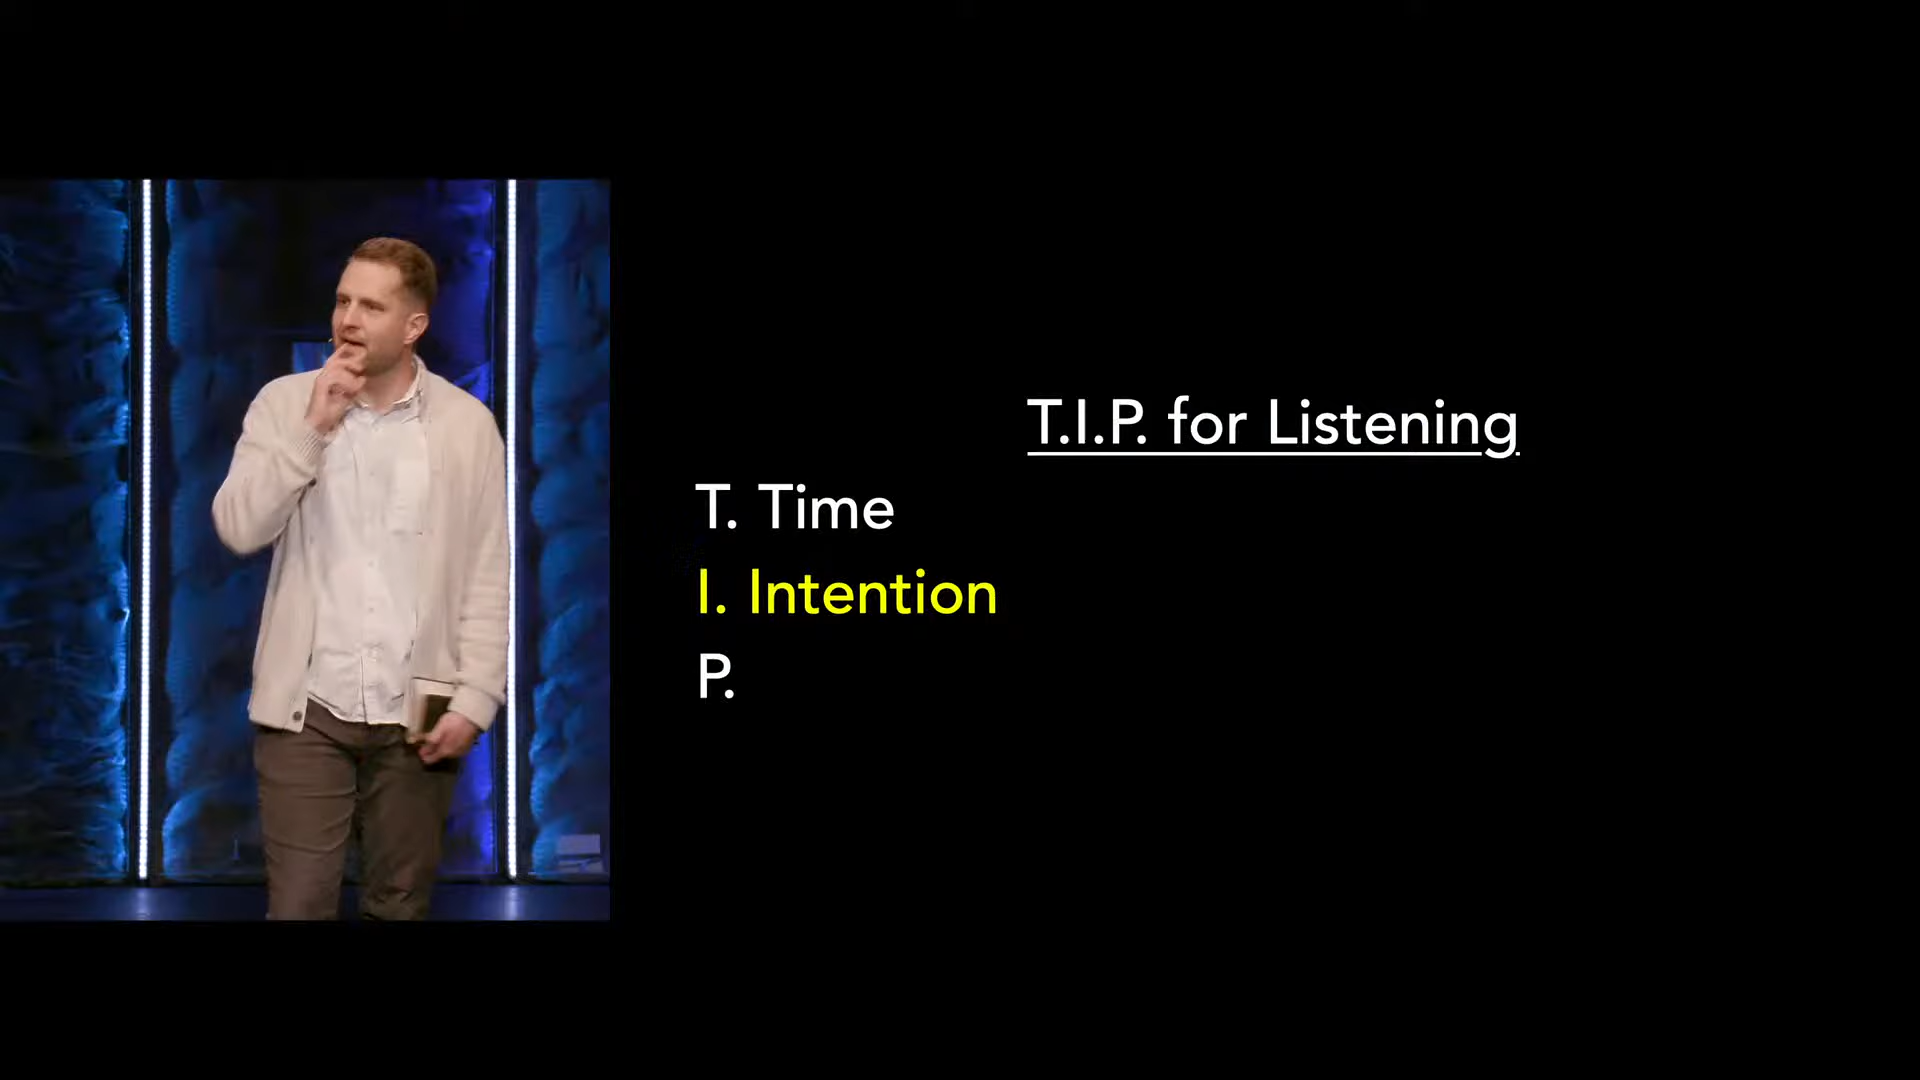 T.I.P. for Listening
T. Time
I. Intention
P.